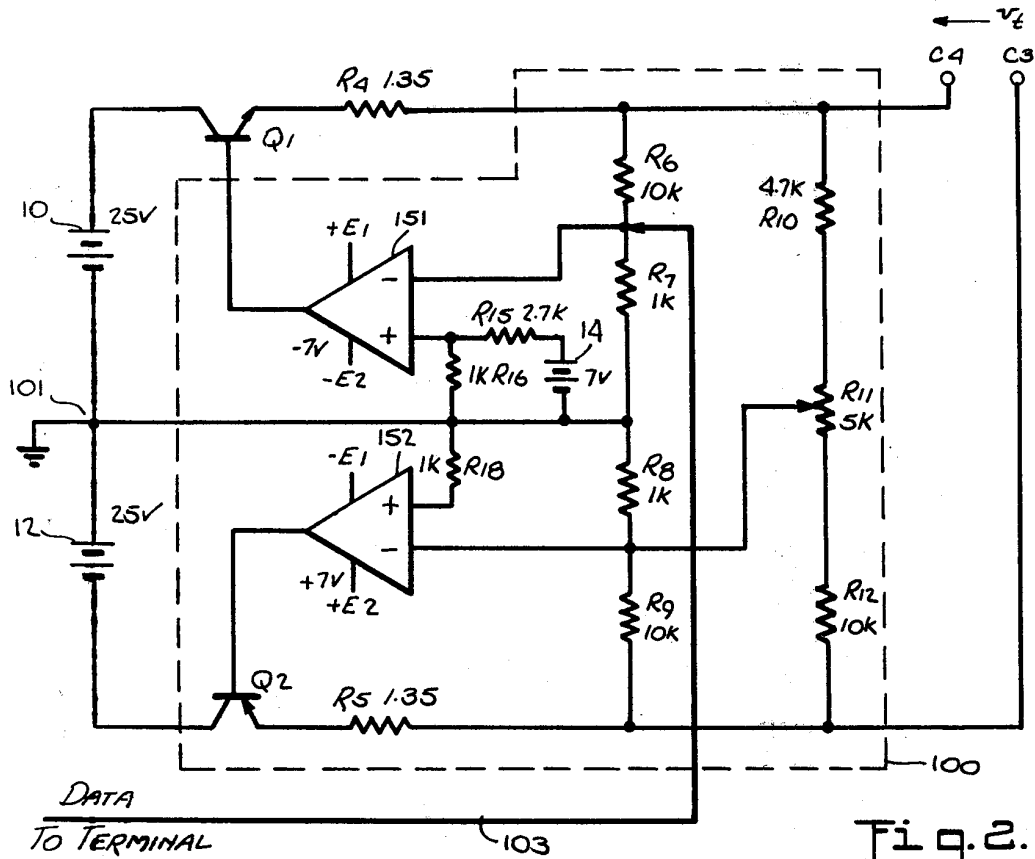 v_t
C4 C3
R4 1.35
Q1
R6
10K
4.7K
R10
10
25V
+E1
151
−
R7
1K
R15 2.7K
14
+
-7V
-E2
1K R16
7V
101
R11
5K
152
-E1
1K R18
R8
1K
+
−
12
25V
+7V
+E2
R9
10K
R12
10K
Q2
R5 1.35
100
DATA
TO TERMINAL
103
Fig. 2.